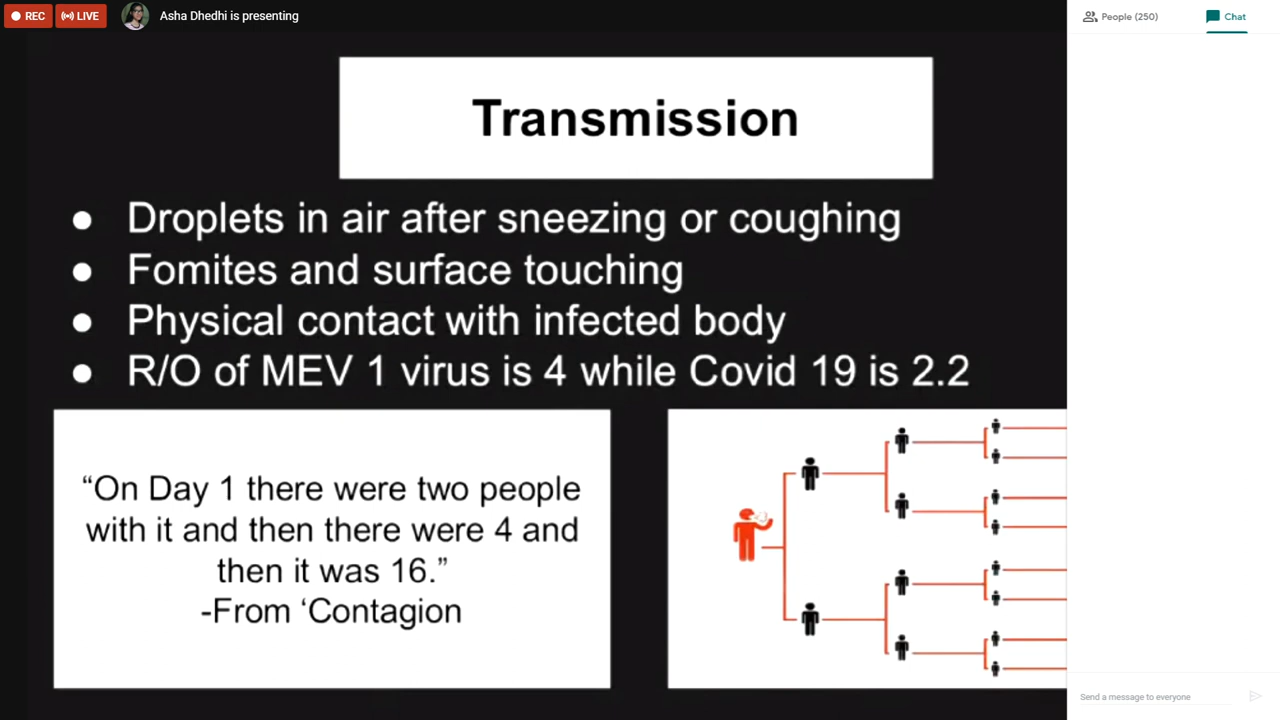 REC
LIVE
Asha Dhedhi is presenting
People (250)
Chat
Transmission
● Droplets in air after sneezing or coughing
● Fomites and surface touching
● Physical contact with infected body
● R/O of MEV 1 virus is 4 while Covid 19 is 2.2
“On Day 1 there were two people
with it and then there were 4 and
then it was 16.”
-From ‘Contagion
Send a message to everyone